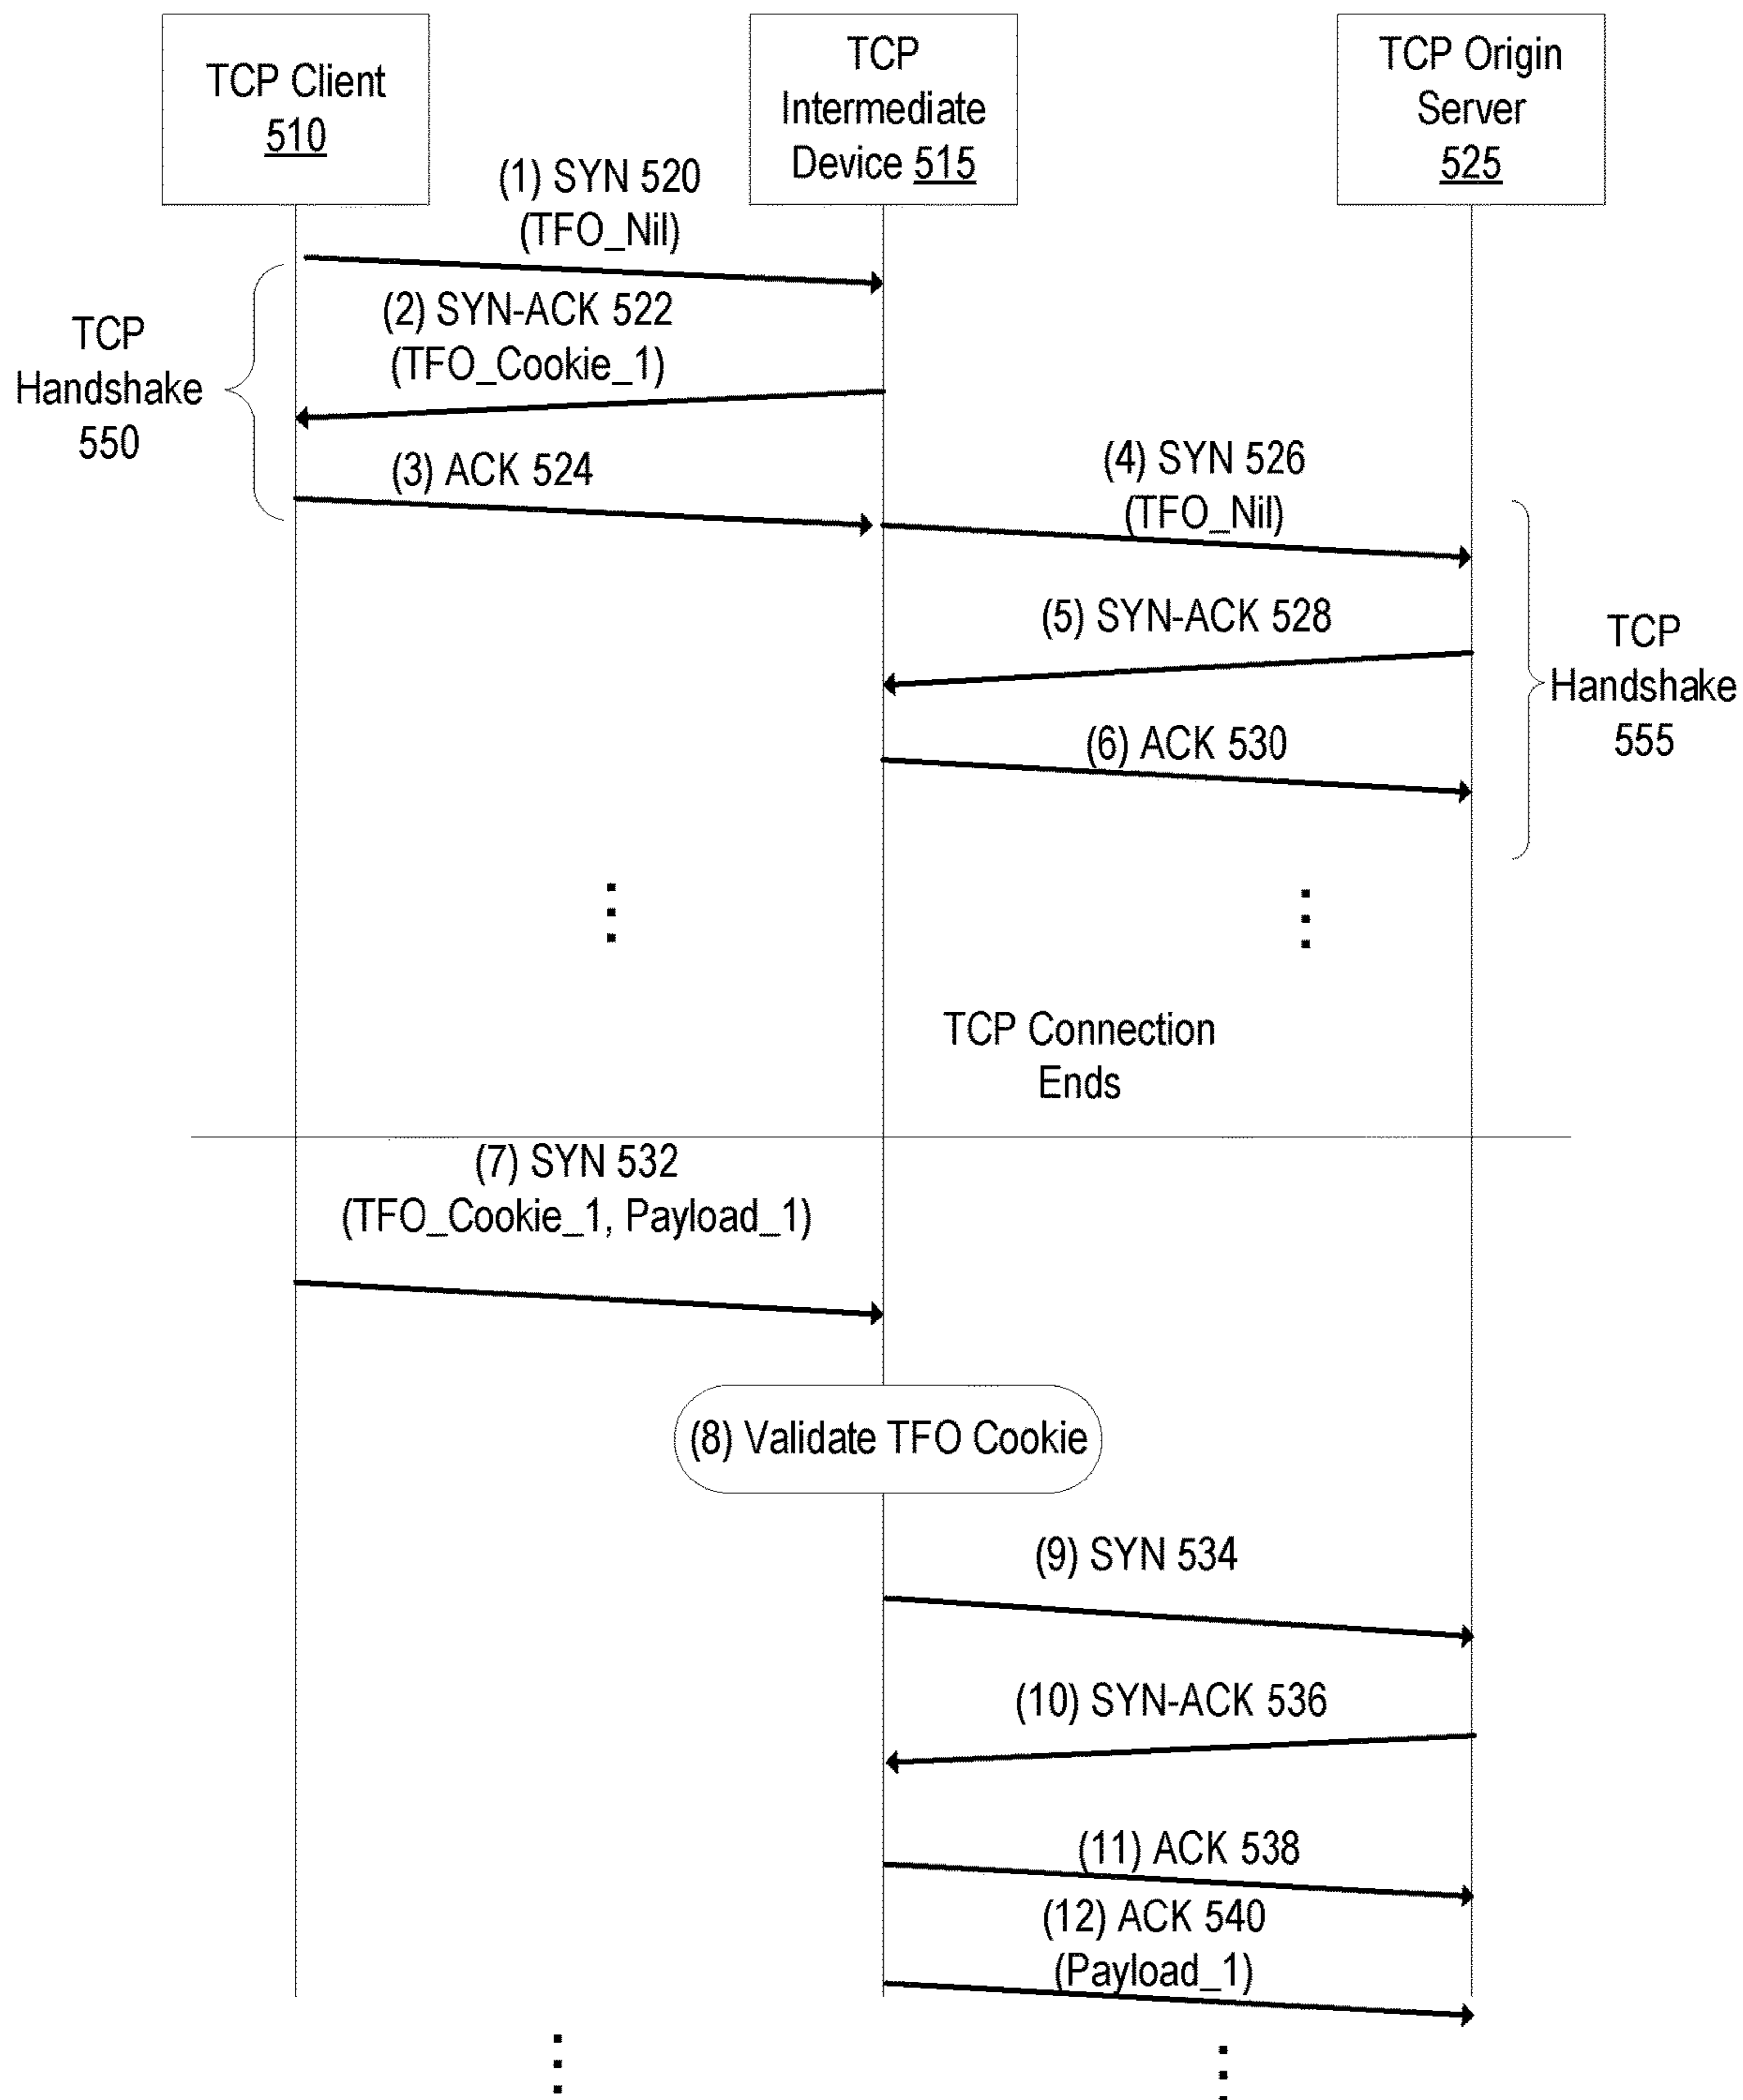 TCP Client
510
TCP
Intermediate
Device 515
TCP Origin
Server
525
(1) SYN 520
(TFO_Nil)
(2) SYN-ACK 522
(TFO_Cookie_1)
TCP
Handshake
550
(3) ACK 524
(4) SYN 526
(TFO_Nil)
(5) SYN-ACK 528
TCP
Handshake
555
(6) ACK 530
TCP Connection
Ends
(7) SYN 532
(TFO_Cookie_1, Payload_1)
(8) Validate TFO Cookie
(9) SYN 534
(10) SYN-ACK 536
(11) ACK 538
(12) ACK 540
(Payload_1)